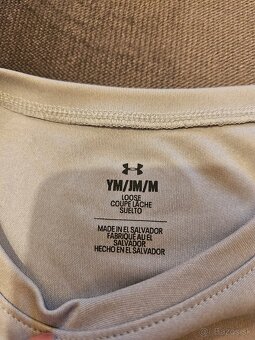 YM/JM/M
LOOSE
COUPE LÂCHE
SUELTO
MADE IN EL SALVADOR
FABRIQUÉ AU EL
SALVADOR
HECHO EN EL SALVADOR